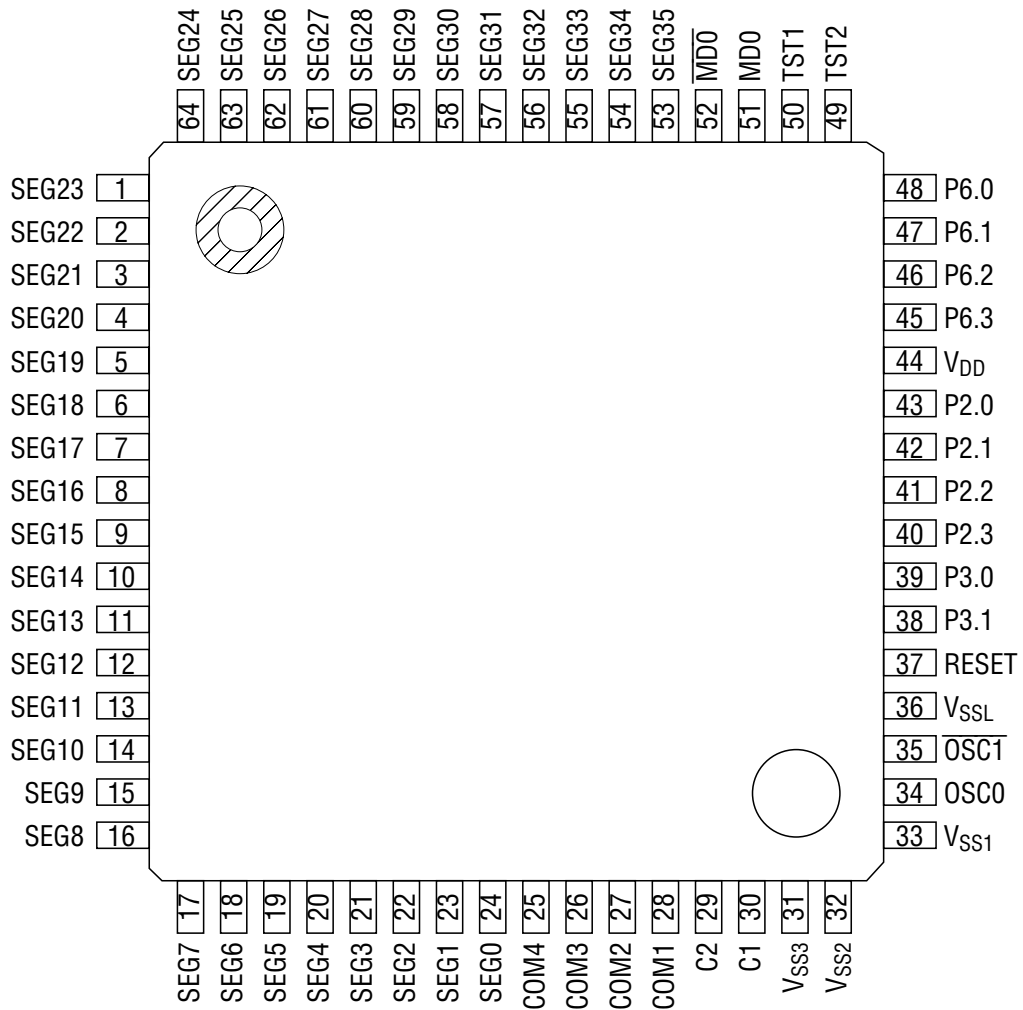 SEG24 SEG25 SEG26 SEG27 SEG28 SEG29 SEG30 SEG31 SEG32 SEG33 SEG34 SEG35 M̅D̅0̅ MD0 TST1 TST2
64 63 62 61 60 59 58 57 56 55 54 53 52 51 50 49
SEG23 1 48 P6.0
SEG22 2 47 P6.1
SEG21 3 46 P6.2
SEG20 4 45 P6.3
SEG19 5 44 VDD
SEG18 6 43 P2.0
SEG17 7 42 P2.1
SEG16 8 41 P2.2
SEG15 9 40 P2.3
SEG14 10 39 P3.0
SEG13 11 38 P3.1
SEG12 12 37 RESET
SEG11 13 36 VSSL
SEG10 14 35 O̅S̅C̅1̅
SEG9 15 34 OSC0
SEG8 16 33 VSS1
17 18 19 20 21 22 23 24 25 26 27 28 29 30 31 32
SEG7 SEG6 SEG5 SEG4 SEG3 SEG2 SEG1 SEG0 COM4 COM3 COM2 COM1 C2 C1 VSS3 VSS2